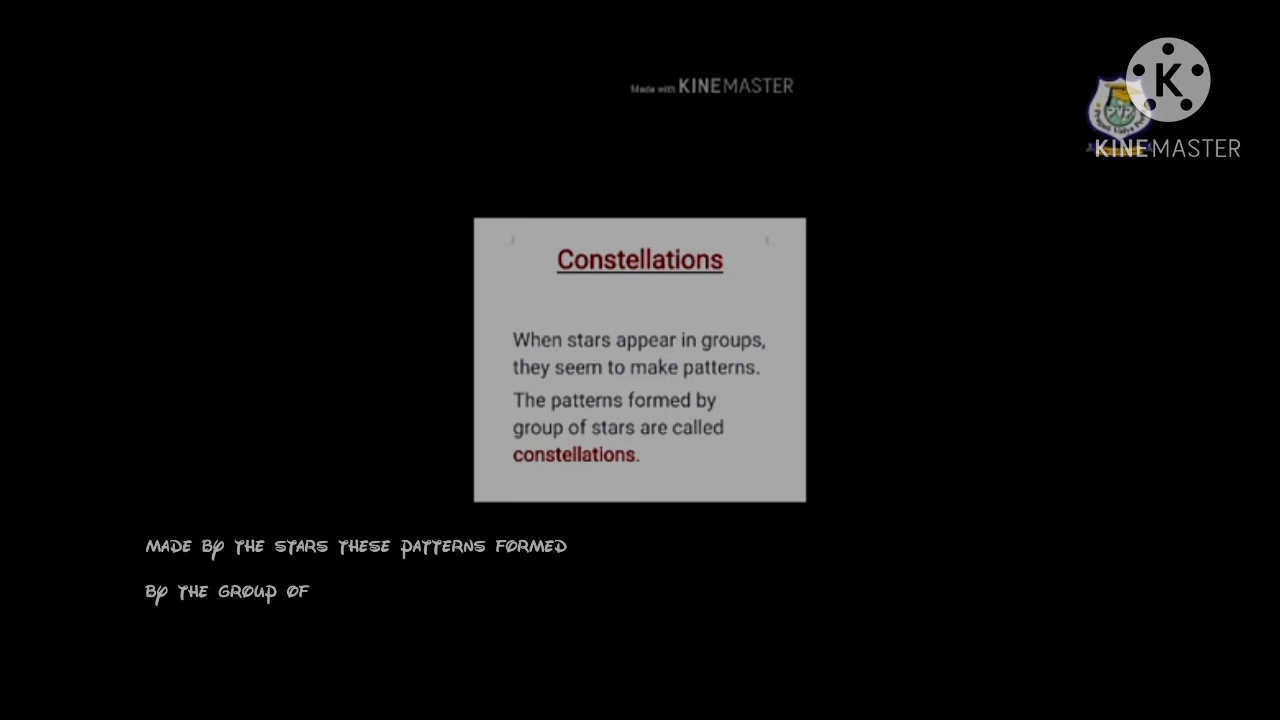 Made with KINEMASTER
K
PVP
KINEMASTER
Constellations
When stars appear in groups,
they seem to make patterns.
The patterns formed by
group of stars are called
constellations.
MADE BY THE STARS THESE PATTERNS FORMED
BY THE GROUP OF